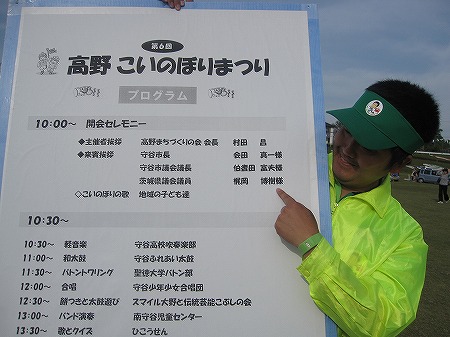 第6回
高野 こいのぼりまつり
プログラム
10:00～ 開会セレモニー
◆主催者挨拶 高野まちづくりの会 会長 村田 昌
◆来賓挨拶 守谷市長 会田 真一様
守谷市議会議長 伯耆田 富夫様
茨城県議会議員 梶岡 博樹様
◇こいのぼりの歌 地域の子ども達
10:30～
10:30～ 軽音楽 守谷高校吹奏楽部
11:00～ 和太鼓 守谷ふれあい太鼓
11:30～ バトントワリング 聖徳大学バトン部
12:00～ 合唱 守谷少年少女合唱団
12:30～ 餅つきと太鼓遊び スマイル大野と伝統芸能こぶしの会
13:00～ バンド演奏 南守谷児童センター
13:30～ 歌とクイズ ひこうせん